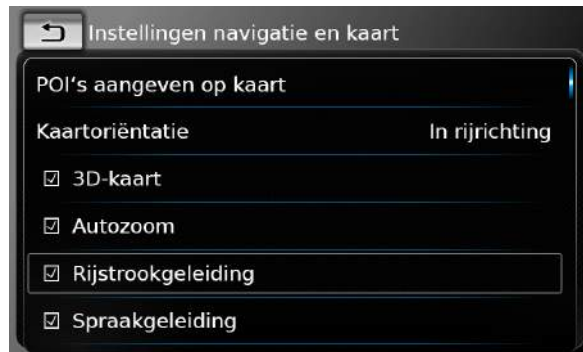 Instellingen navigatie en kaart
POI‘s aangeven op kaart
Kaartoriëntatie In rijrichting
3D-kaart
Autozoom
Rijstrookgeleiding
Spraakgeleiding